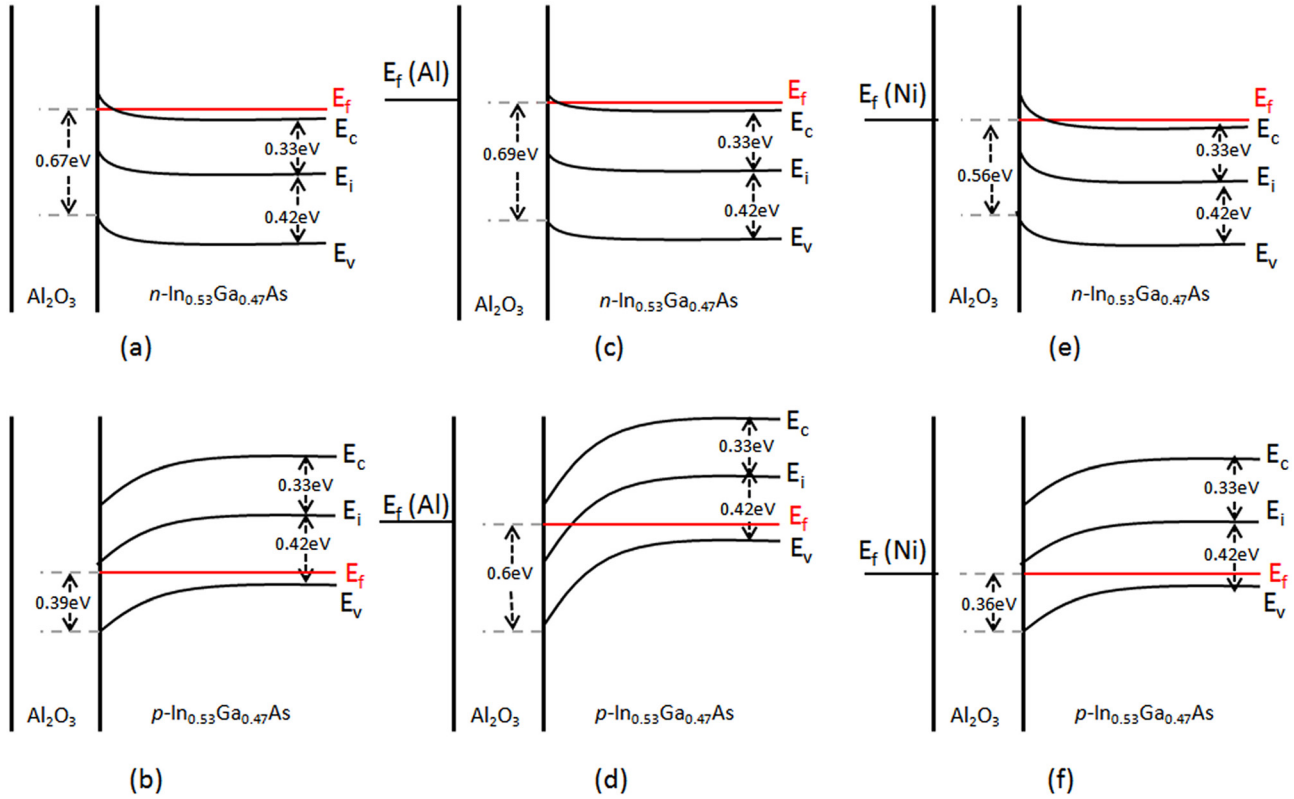 E_f
E_c
0.33eV
0.67eV
E_i
0.42eV
E_v
Al₂O₃
n-In₀.₅₃Ga₀.₄₇As
(a)
E_f (Al)
E_f
E_c
0.33eV
0.69eV
E_i
0.42eV
E_v
Al₂O₃
n-In₀.₅₃Ga₀.₄₇As
(c)
E_f (Ni)
E_f
E_c
0.33eV
0.56eV
E_i
0.42eV
E_v
Al₂O₃
n-In₀.₅₃Ga₀.₄₇As
(e)
E_c
0.33eV
E_i
0.42eV
E_f
0.39eV
E_v
Al₂O₃
p-In₀.₅₃Ga₀.₄₇As
(b)
E_f (Al)
E_c
0.33eV
E_i
0.42eV
E_f
E_v
0.6eV
Al₂O₃
p-In₀.₅₃Ga₀.₄₇As
(d)
E_f (Ni)
E_c
0.33eV
E_i
0.42eV
E_f
0.36eV
E_v
Al₂O₃
p-In₀.₅₃Ga₀.₄₇As
(f)